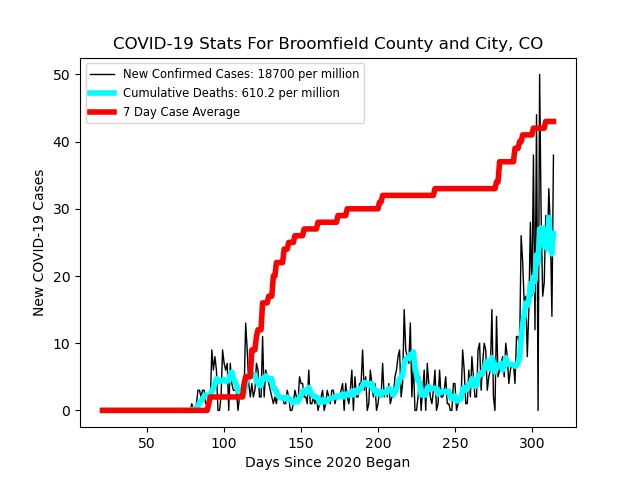 COVID-19 Stats For Broomfield County and City, CO
New Confirmed Cases: 18700 per million
Cumulative Deaths: 610.2 per million
7 Day Case Average
50
40
30
20
10
0
New COVID-19 Cases
50 100 150 200 250 300
Days Since 2020 Began